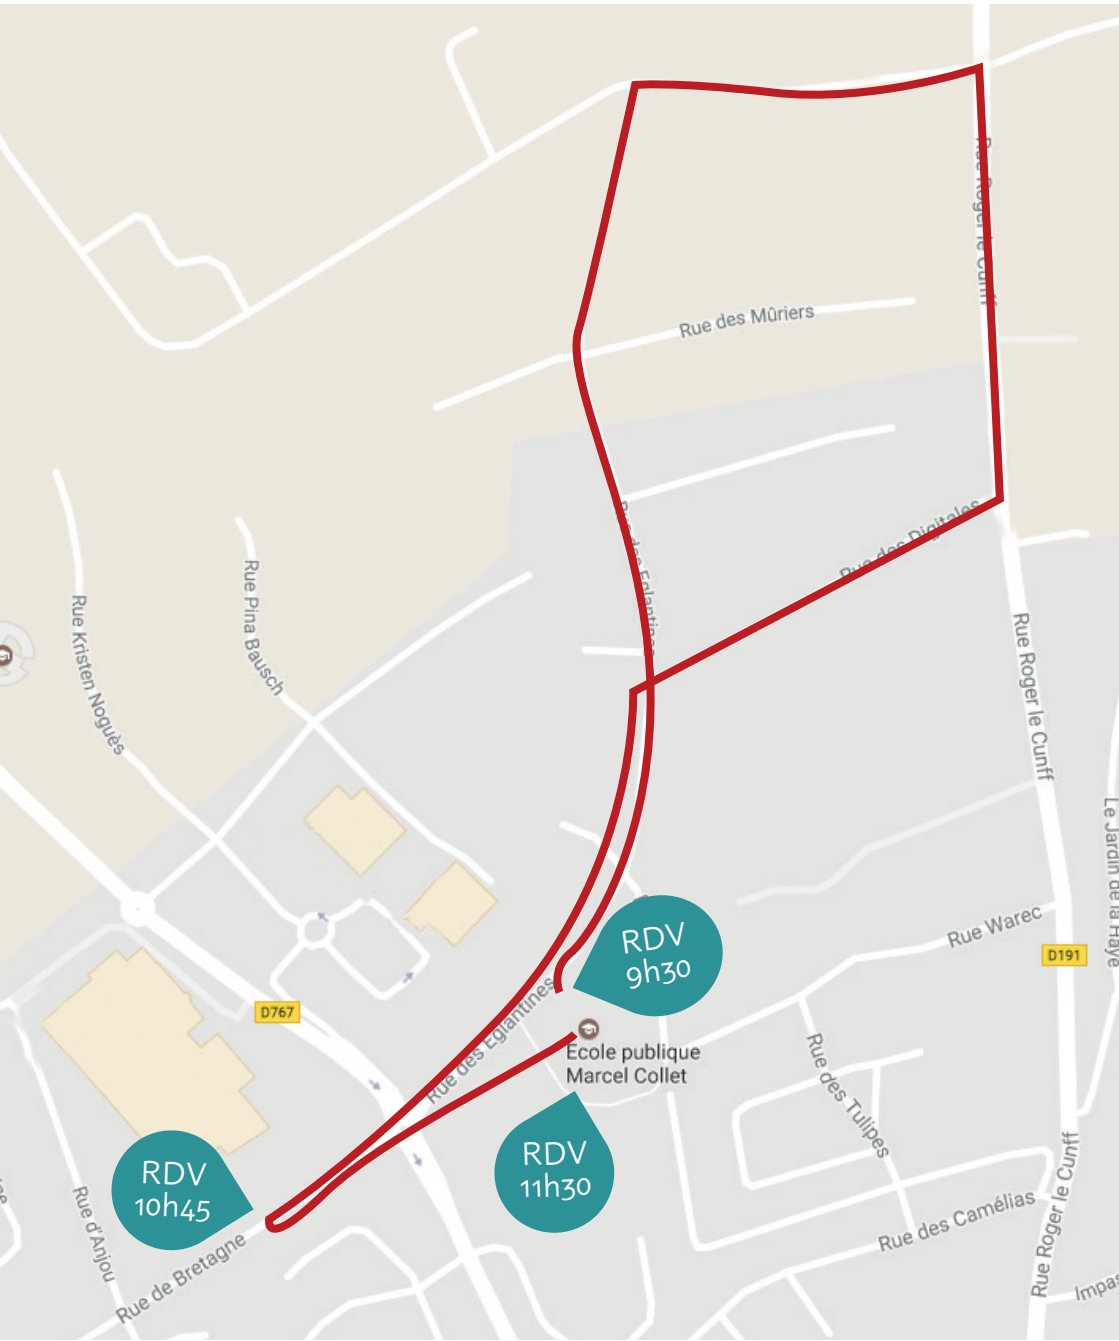 Rue Roger le Cunff
Rue des Mûriers
Rue des Eglantines
Rue des Digitales
Rue Pina Bausch
Rue Kristen Noguès
Rue Roger le Cunff
Le Jardin de la Haye
RDV
9h30
Rue Warec
D191
D767
Rue des Eglantines
Ecole publique
Marcel Collet
Rue des Tulipes
RDV
10h45
RDV
11h30
Rue d'Anjou
Rue de Bretagne
Rue des Camélias
Rue Roger le Cunff